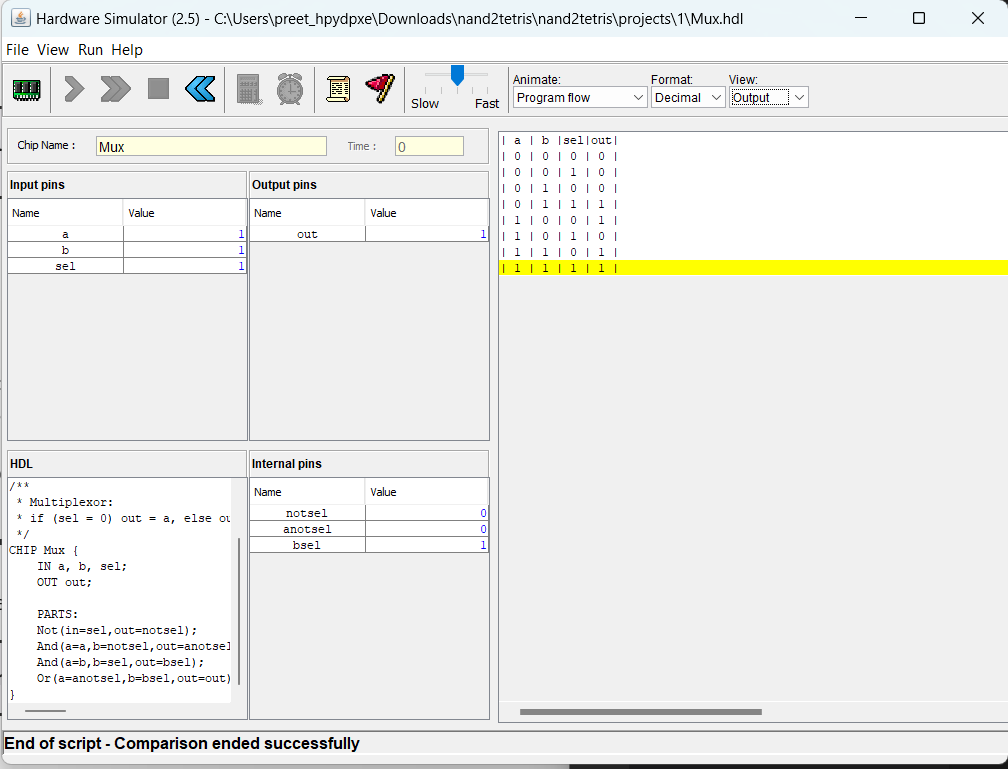 Hardware Simulator (2.5) - C:\Users\preet_hpydpxe\Downloads\nand2tetris\nand2tetris\projects\1\Mux.hdl
File View Run Help
Slow Fast
Animate: Format: View:
Program flow Decimal Output
Chip Name : Mux Time : 0
Input pins
Name Value
a 1
b 1
sel 1
Output pins
Name Value
out 1
| a | b |sel|out|
| 0 | 0 | 0 | 0 |
| 0 | 0 | 1 | 0 |
| 0 | 1 | 0 | 0 |
| 0 | 1 | 1 | 1 |
| 1 | 0 | 0 | 1 |
| 1 | 0 | 1 | 0 |
| 1 | 1 | 0 | 1 |
| 1 | 1 | 1 | 1 |
HDL
/**
* Multiplexor:
* if (sel = 0) out = a, else ou
*/
CHIP Mux {
IN a, b, sel;
OUT out;
PARTS:
Not(in=sel,out=notsel);
And(a=a,b=notsel,out=anotsel
And(a=b,b=sel,out=bsel);
Or(a=anotsel,b=bsel,out=out)
}
Internal pins
Name Value
notsel 0
anotsel 0
bsel 1
End of script - Comparison ended successfully